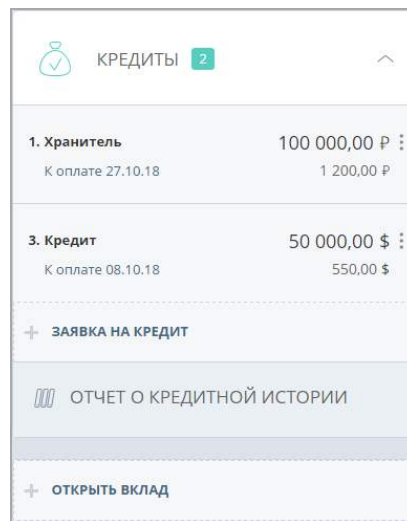 КРЕДИТЫ 2
1. Хранитель 100 000,00 ₽
К оплате 27.10.18 1 200,00 ₽
3. Кредит 50 000,00 $
К оплате 08.10.18 550,00 $
+ ЗАЯВКА НА КРЕДИТ
ОТЧЕТ О КРЕДИТНОЙ ИСТОРИИ
+ ОТКРЫТЬ ВКЛАД